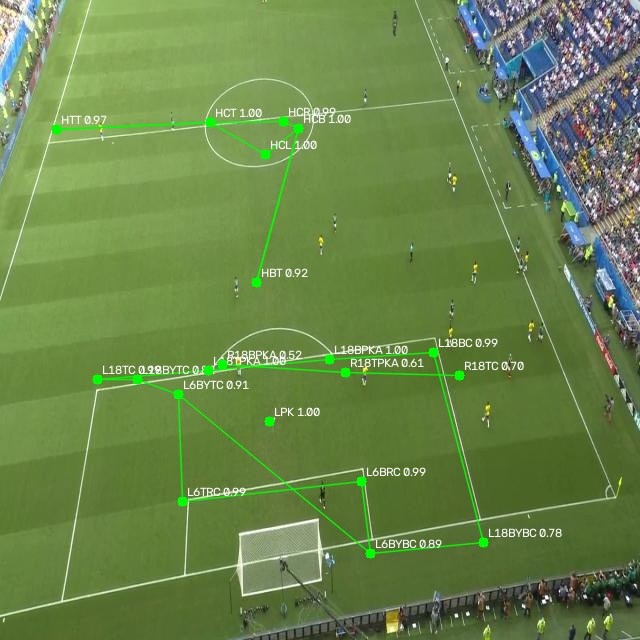 HTT 0.97
HCT 1.00
HCR 0.99
HCB 1.00
HCL 1.00
HBT 0.92
R18BPKA 0.52
L18BPKA 1.00
L18BC 0.99
L18TC 0.99
R18TPKA 0.61
R18TC 0.70
L6BYTC 0.91
LPK 1.00
L6TRC 0.99
L6BRC 0.99
L6BYBC 0.89
L18BYBC 0.78